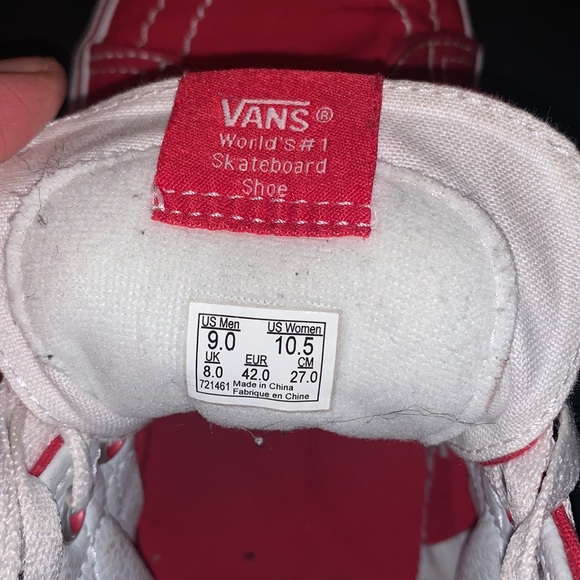 VANS®
World's#1
Skateboard
Shoe
US Men US Women
9.0 10.5
UK EUR CM
8.0 42.0 27.0
721461 Made in China
Fabrique en Chine